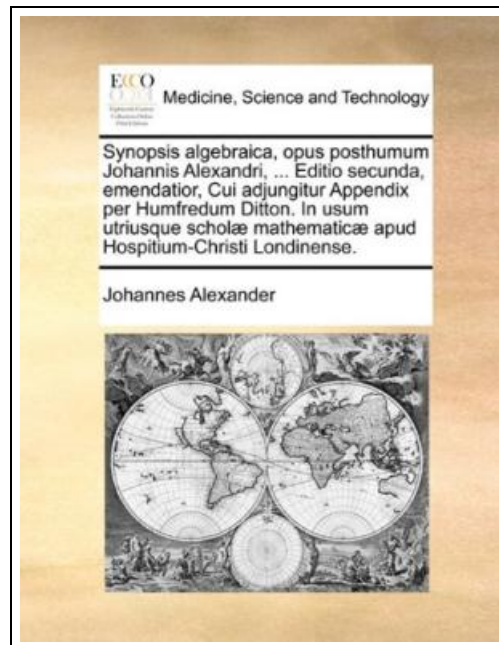 ECCO
Medicine, Science and Technology
Synopsis algebraica, opus posthumum
Johannis Alexandri, ... Editio secunda,
emendatior, Cui adjungitur Appendix
per Humfredum Ditton. In usum
utriusque scholæ mathematicæ apud
Hospitium-Christi Londinense.
Johannes Alexander